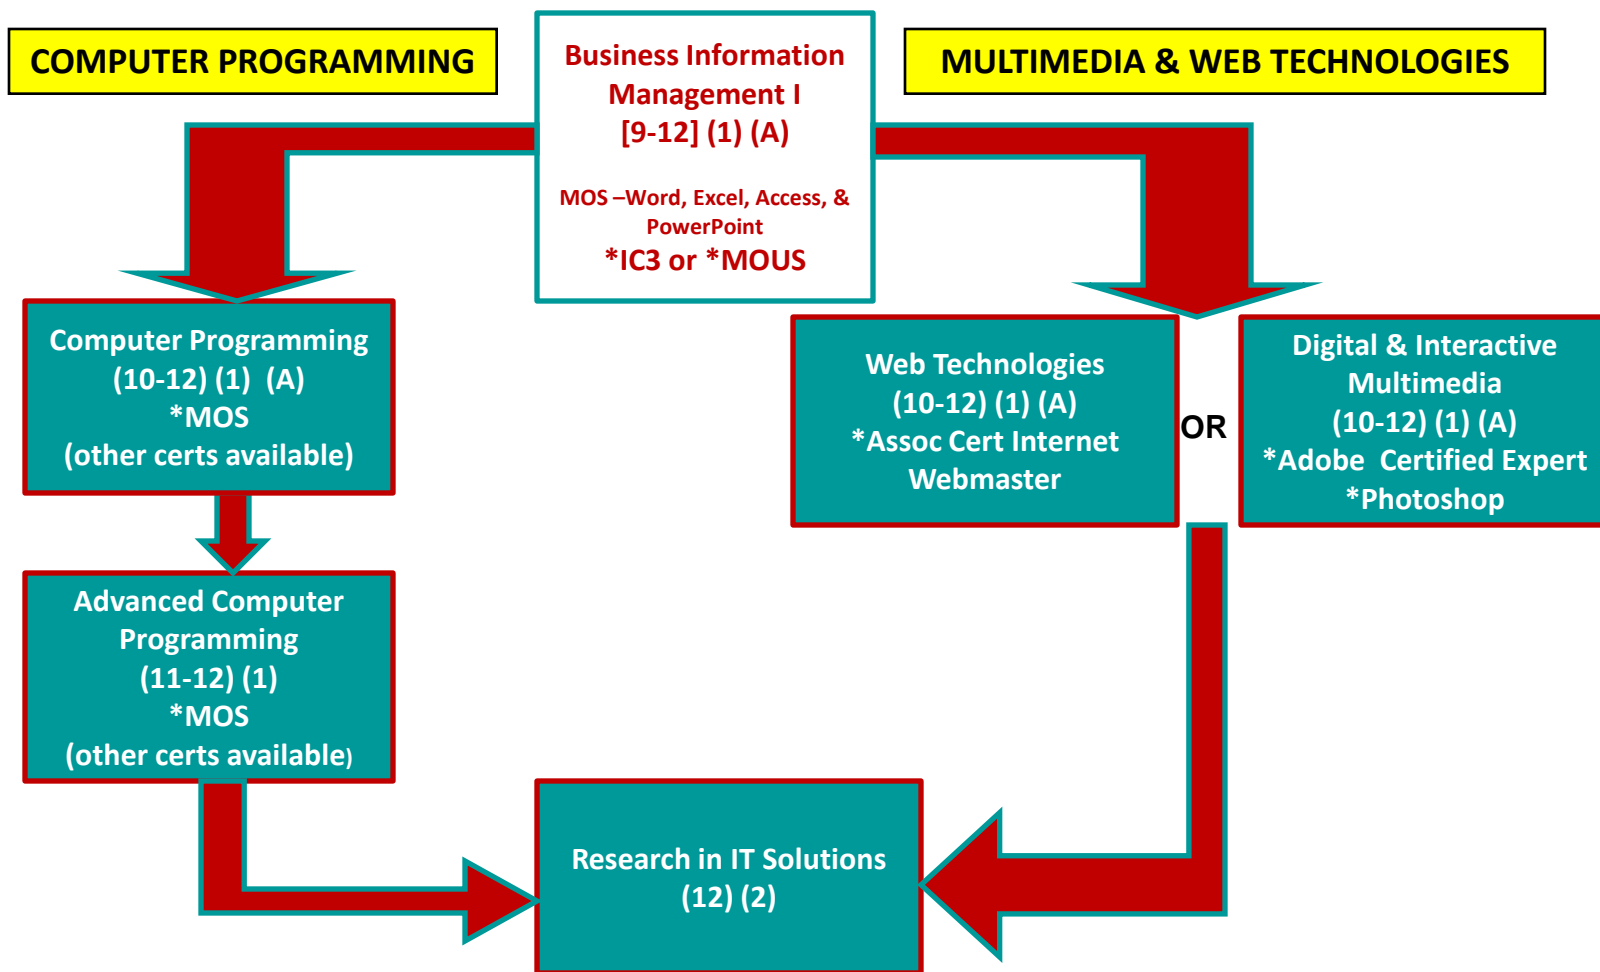 COMPUTER PROGRAMMING
Business Information
Management I
[9-12] (1) (A)
MOS –Word, Excel, Access, &
PowerPoint
*IC3 or *MOUS
MULTIMEDIA & WEB TECHNOLOGIES
Computer Programming
(10-12) (1)  (A)
*MOS
(other certs available)
Web Technologies
(10-12) (1) (A)
*Assoc Cert Internet
Webmaster
OR
Digital & Interactive
Multimedia
(10-12) (1) (A)
*Adobe  Certified Expert
*Photoshop
Advanced Computer
Programming
(11-12) (1)
*MOS
(other certs available)
Research in IT Solutions
(12) (2)